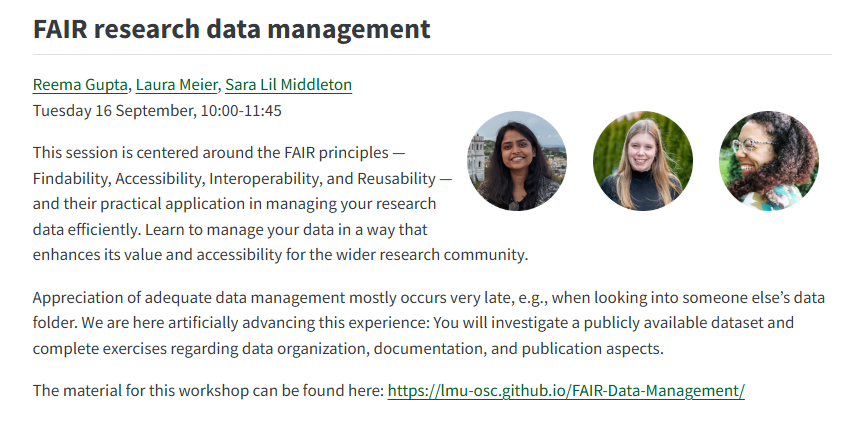 FAIR research data management
Reema Gupta, Laura Meier, Sara Lil Middleton
Tuesday 16 September, 10:00-11:45
This session is centered around the FAIR principles —
Findability, Accessibility, Interoperability, and Reusability —
and their practical application in managing your research
data efficiently. Learn to manage your data in a way that
enhances its value and accessibility for the wider research community.
Appreciation of adequate data management mostly occurs very late, e.g., when looking into someone else’s data
folder. We are here artificially advancing this experience: You will investigate a publicly available dataset and
complete exercises regarding data organization, documentation, and publication aspects.
The material for this workshop can be found here: https://lmu-osc.github.io/FAIR-Data-Management/